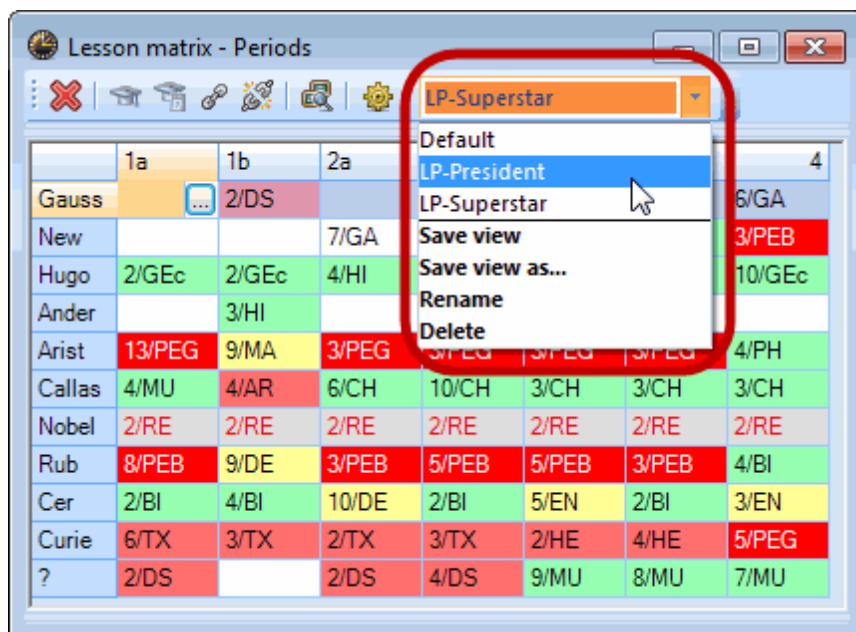 Lesson matrix - Periods
LP-Superstar
Default
LP-President
LP-Superstar
Save view
Save view as...
Rename
Delete
1a 1b 2a 4
Gauss ... 2/DS 6/GA
New 7/GA 3/PEB
Hugo 2/GEc 2/GEc 4/HI 10/GEc
Ander 3/HI
Arist 13/PEG 9/MA 3/PEG 3/PEG 3/PEG 3/PEG 4/PH
Callas 4/MU 4/AR 6/CH 10/CH 3/CH 3/CH 3/CH
Nobel 2/RE 2/RE 2/RE 2/RE 2/RE 2/RE 2/RE
Rub 8/PEB 9/DE 3/PEB 5/PEB 5/PEB 3/PEB 4/BI
Cer 2/BI 4/BI 10/DE 2/BI 5/EN 2/BI 3/EN
Curie 6/TX 3/TX 2/TX 3/TX 2/HE 4/HE 5/PEG
? 2/DS 2/DS 4/DS 9/MU 8/MU 7/MU